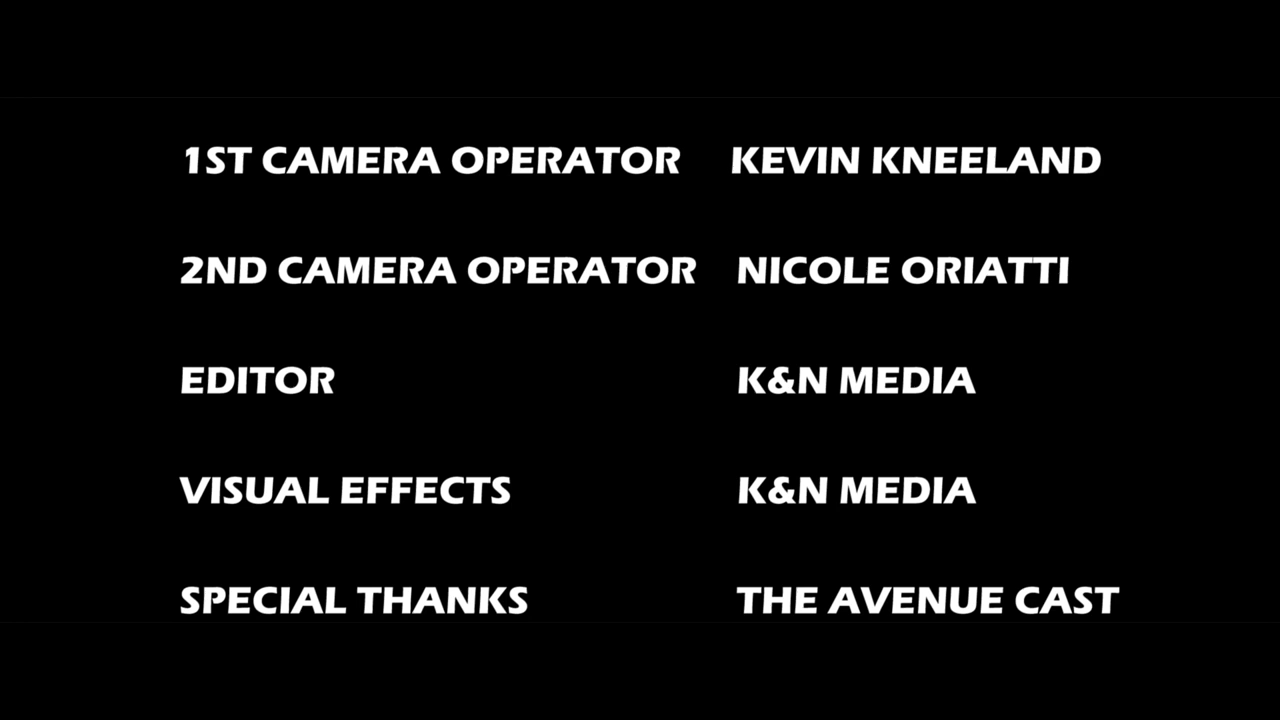 1ST CAMERA OPERATOR KEVIN KNEELAND
2ND CAMERA OPERATOR NICOLE ORIATTI
EDITOR K&N MEDIA
VISUAL EFFECTS K&N MEDIA
SPECIAL THANKS THE AVENUE CAST